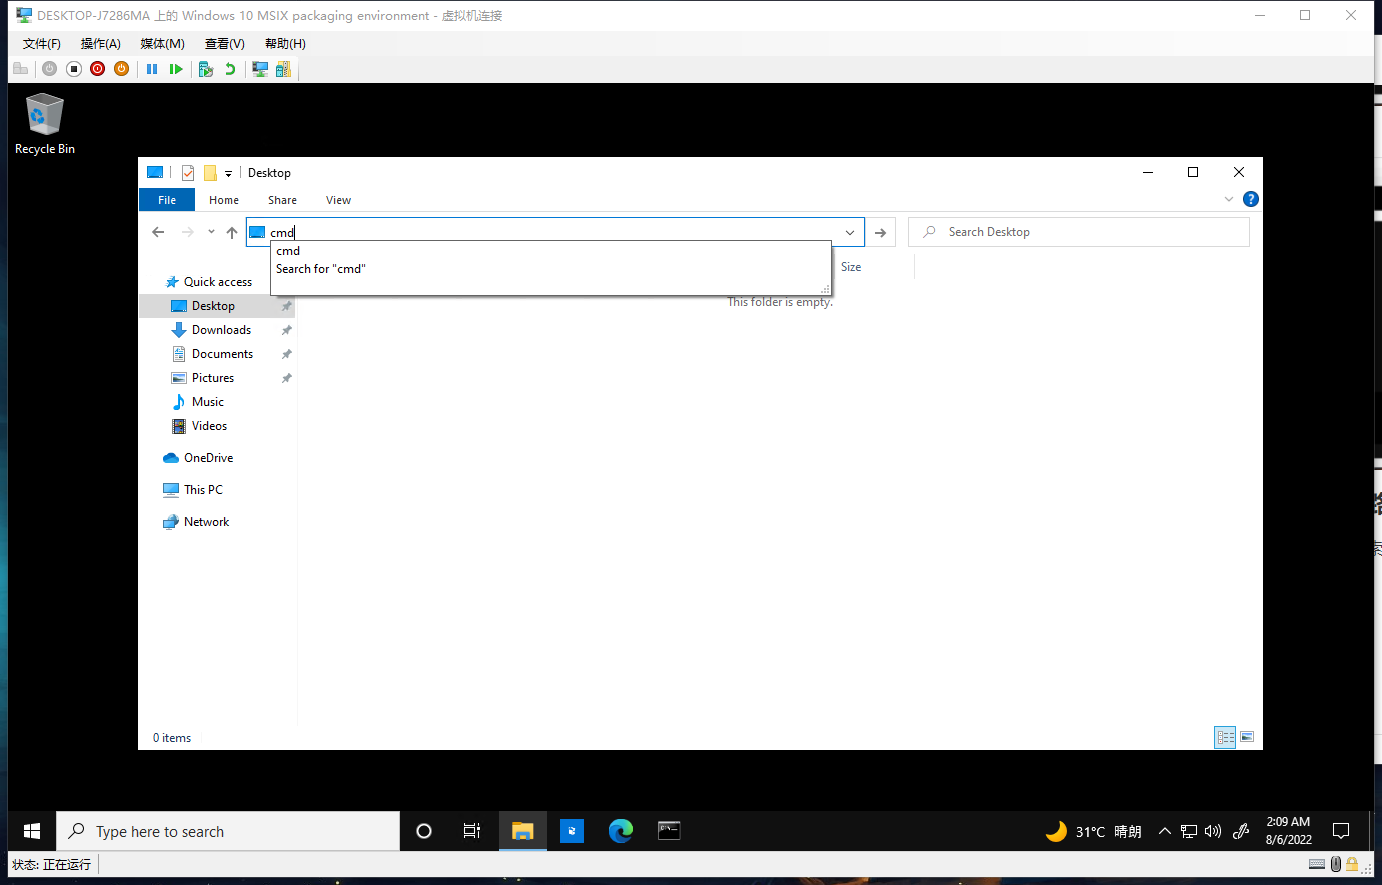 DESKTOP-J7286MA 上的 Windows 10 MSIX packaging environment - 虚拟机连接
文件(F) 操作(A) 媒体(M) 查看(V) 帮助(H)
Recycle Bin
Desktop
File Home Share View
cmd
Search Desktop
cmd
Search for "cmd"
Size
This folder is empty.
Quick access
Desktop
Downloads
Documents
Pictures
Music
Videos
OneDrive
This PC
Network
0 items
Type here to search
31°C 晴朗
2:09 AM
8/6/2022
状态: 正在运行